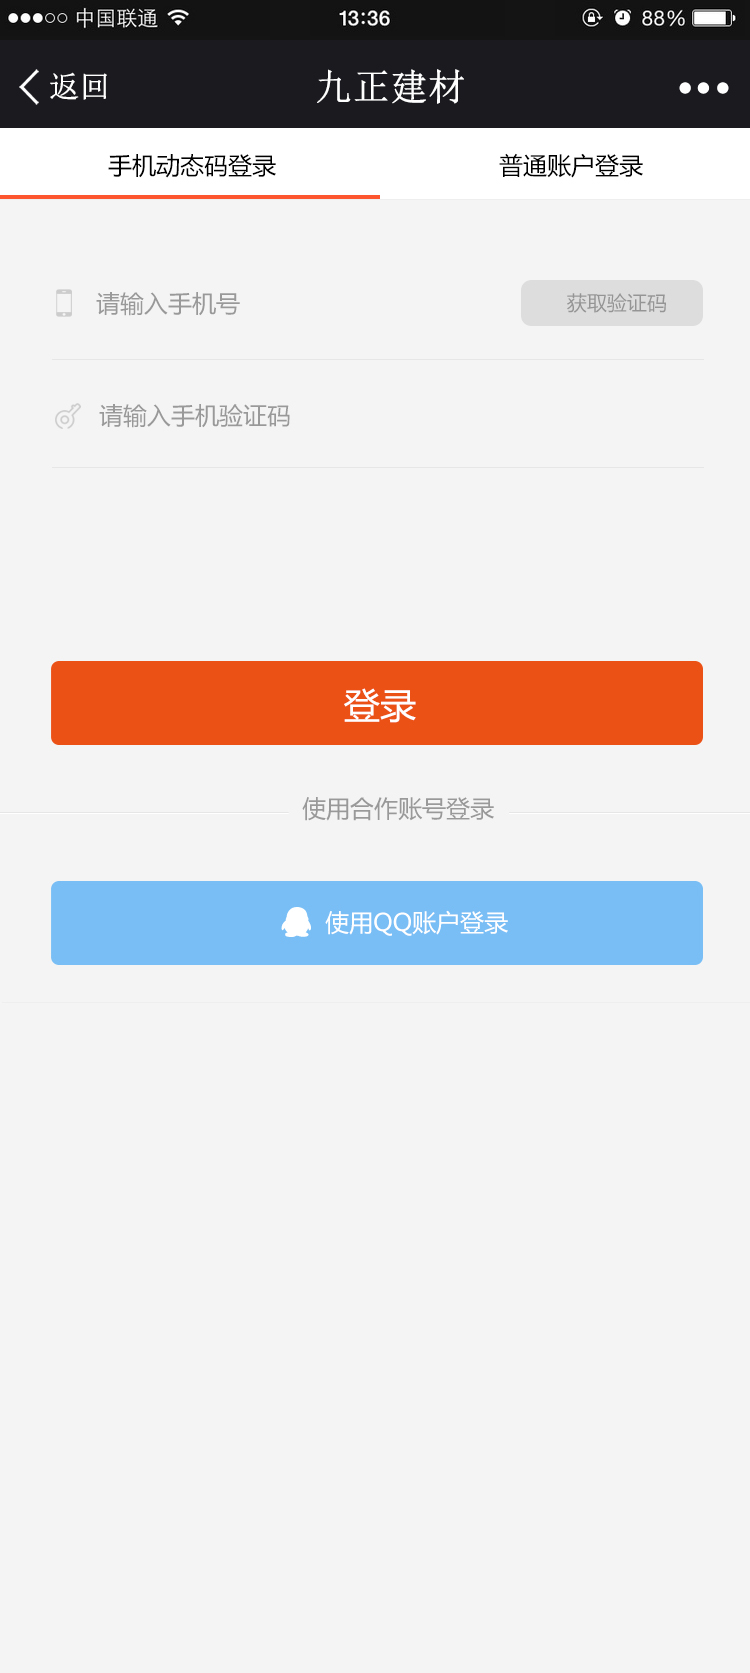 中国联通 13:36 88%
返回 九正建材
手机动态码登录 普通账户登录
请输入手机号 获取验证码
请输入手机验证码
登录
使用合作账号登录
使用QQ账户登录